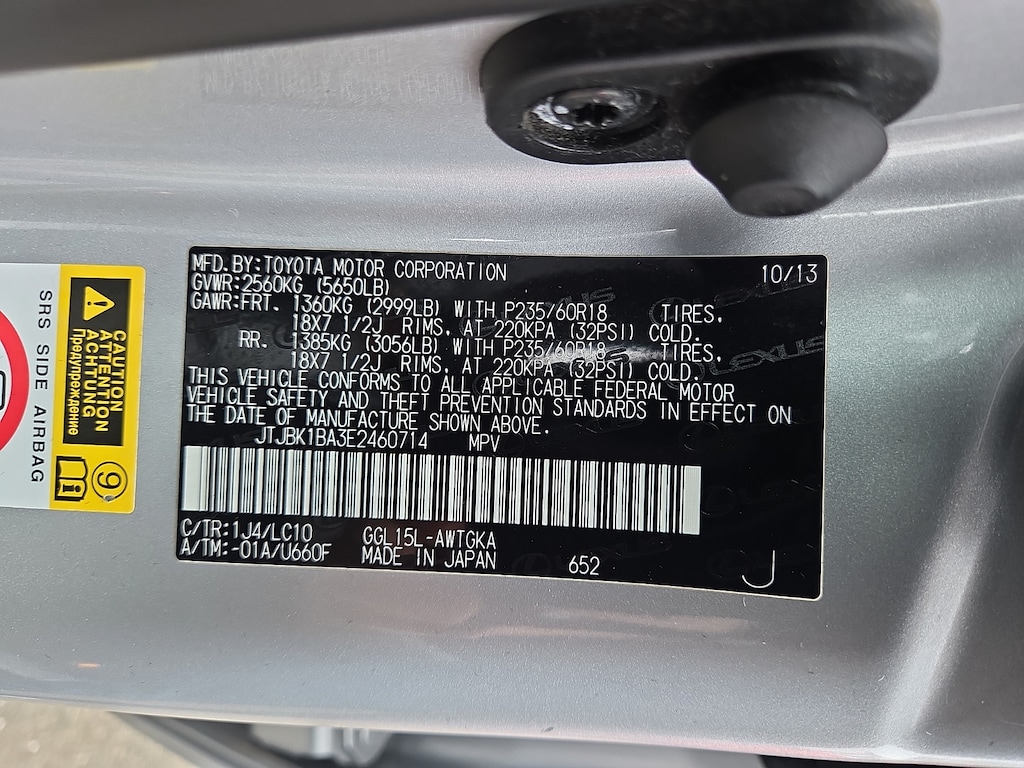 MFD.BY:TOYOTA MOTOR CORPORATION 10/13
GVWR:2560KG (5650LB)
GAWR:FRT. 1360KG (2999LB) WITH P235/60R18 TIRES,
18X7 1/2J RIMS, AT 220KPA (32PSI) COLD.
RR. 1385KG (3056LB) WITH P235/60R18 TIRES,
18X7 1/2J RIMS, AT 220KPA (32PSI) COLD.
THIS VEHICLE CONFORMS TO ALL APPLICABLE FEDERAL MOTOR
VEHICLE SAFETY AND THEFT PREVENTION STANDARDS IN EFFECT ON
THE DATE OF MANUFACTURE SHOWN ABOVE.
JTJBK1BA3E2460714 MPV
C/TR:1J4/LC10 GGL15L-AWTGKA
A/TM:-01A/U660F MADE IN JAPAN 652 J
LEXUS
LEXUS
CAUTION
ATTENTION
ACHTUNG
Предупреждение
9
i
SRS SIDE AIRBAG